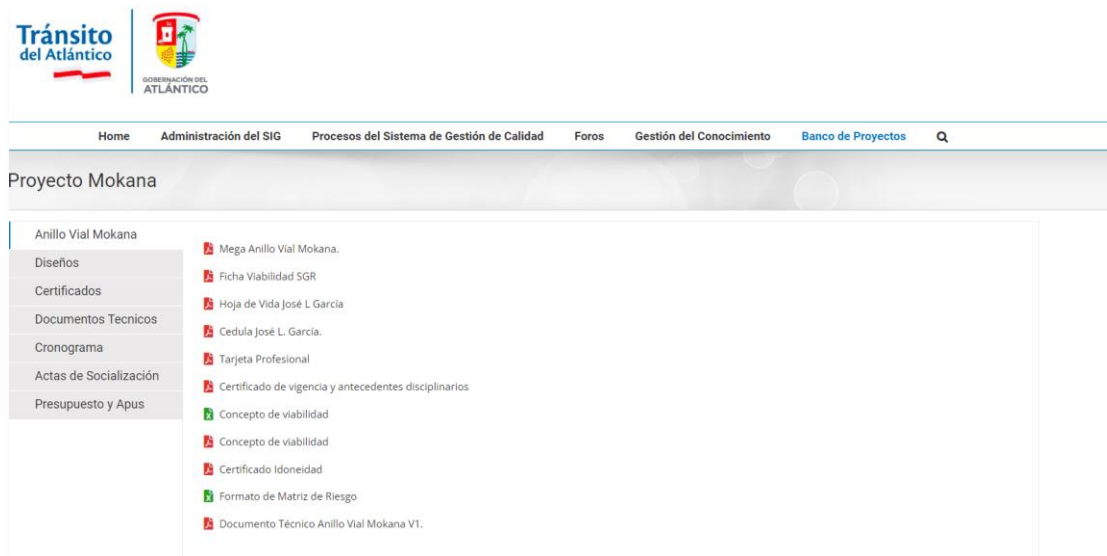 Tránsito
del Atlántico
GOBERNACIÓN DEL
ATLÁNTICO
Home Administración del SIG Procesos del Sistema de Gestión de Calidad Foros Gestión del Conocimiento Banco de Proyectos
Proyecto Mokana
Anillo Vial Mokana
Diseños
Certificados
Documentos Tecnicos
Cronograma
Actas de Socialización
Presupuesto y Apus
Mega Anillo Víal Mokana.
Ficha Viabilidad SGR
Hoja de Vida José L García
Cedula José L. García.
Tarjeta Profesional
Certificado de vigencia y antecedentes disciplinarios
Concepto de viabilidad
Concepto de viabilidad
Certificado Idoneidad
Formato de Matriz de Riesgo
Documento Técnico Anillo Vial Mokana V1.